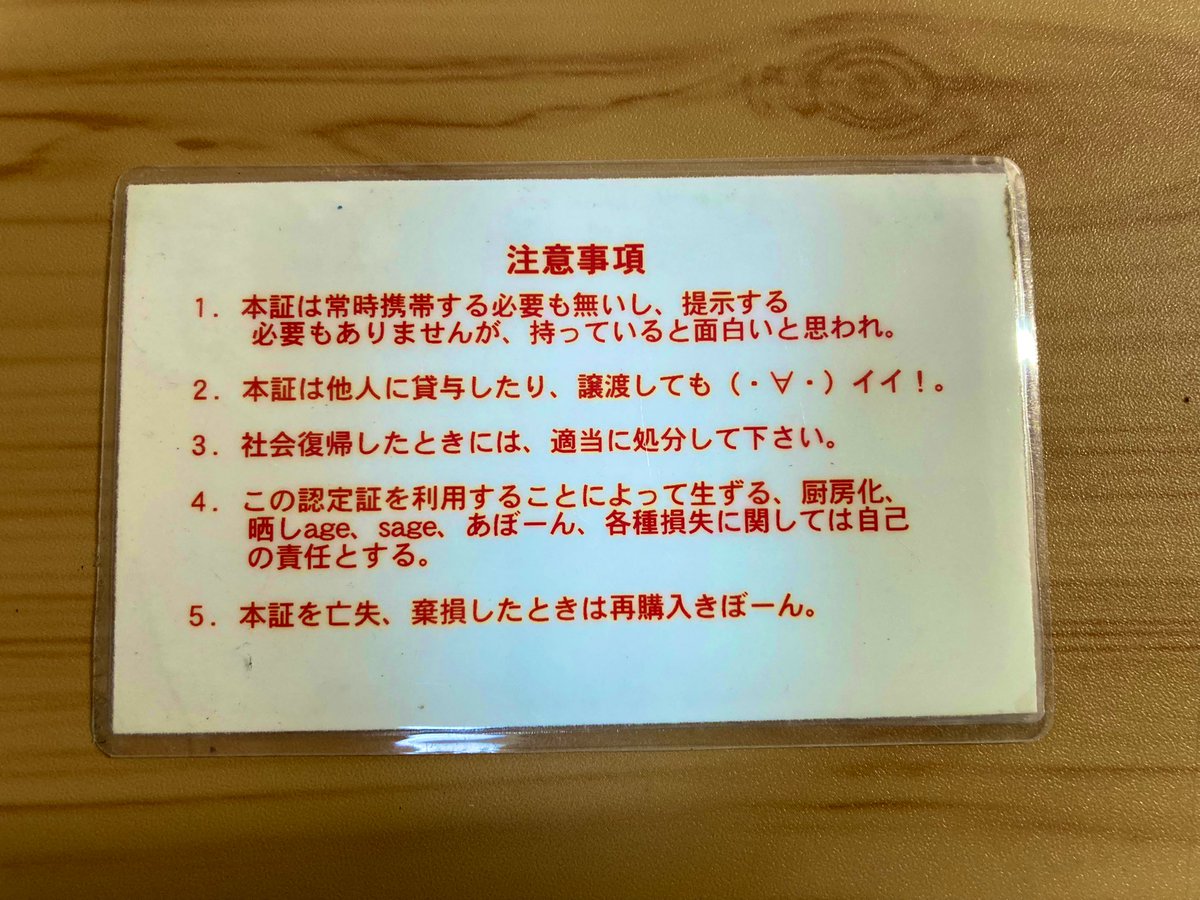 注意事項
1. 本証は常時携帯する必要も無いし、提示する
必要もありませんが、持っていると面白いと思われ。
2. 本証は他人に貸与したり、譲渡しても（・∀・）イイ！。
3. 社会復帰したときには、適当に処分して下さい。
4. この認定証を利用することによって生ずる、厨房化、
晒しage、sage、あぼーん、各種損失に関しては自己
の責任とする。
5. 本証を亡失、棄損したときは再購入きぼーん。